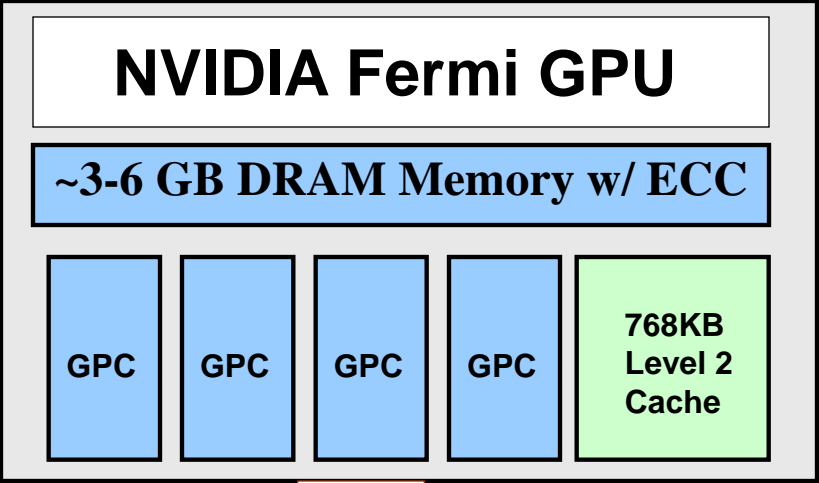 NVIDIA Fermi GPU
~3-6 GB DRAM Memory w/ ECC
GPC GPC GPC GPC
768KB
Level 2
Cache